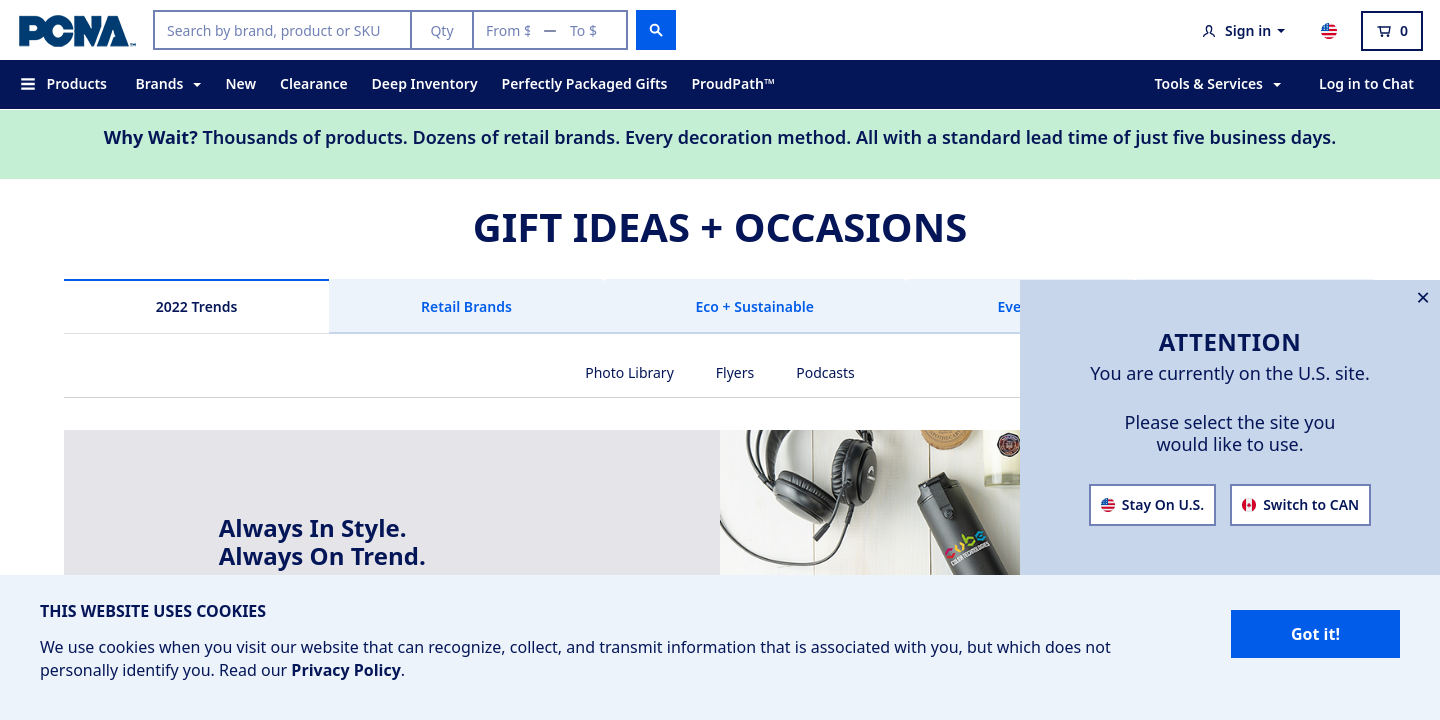 PCNA™
Search by brand, product or SKU
Qty
From $ — To $
Sign in
0
Products
Brands
New
Clearance
Deep Inventory
Perfectly Packaged Gifts
ProudPath™
Tools & Services
Log in to Chat
Why Wait? Thousands of products. Dozens of retail brands. Every decoration method. All with a standard lead time of just five business days.
GIFT IDEAS + OCCASIONS
2022 Trends
Retail Brands
Eco + Sustainable
Eve
Photo Library
Flyers
Podcasts
Always In Style.
Always On Trend.
cube
×
ATTENTION
You are currently on the U.S. site.
Please select the site you
would like to use.
Stay On U.S.
Switch to CAN
THIS WEBSITE USES COOKIES
We use cookies when you visit our website that can recognize, collect, and transmit information that is associated with you, but which does not
personally identify you. Read our Privacy Policy.
Got it!